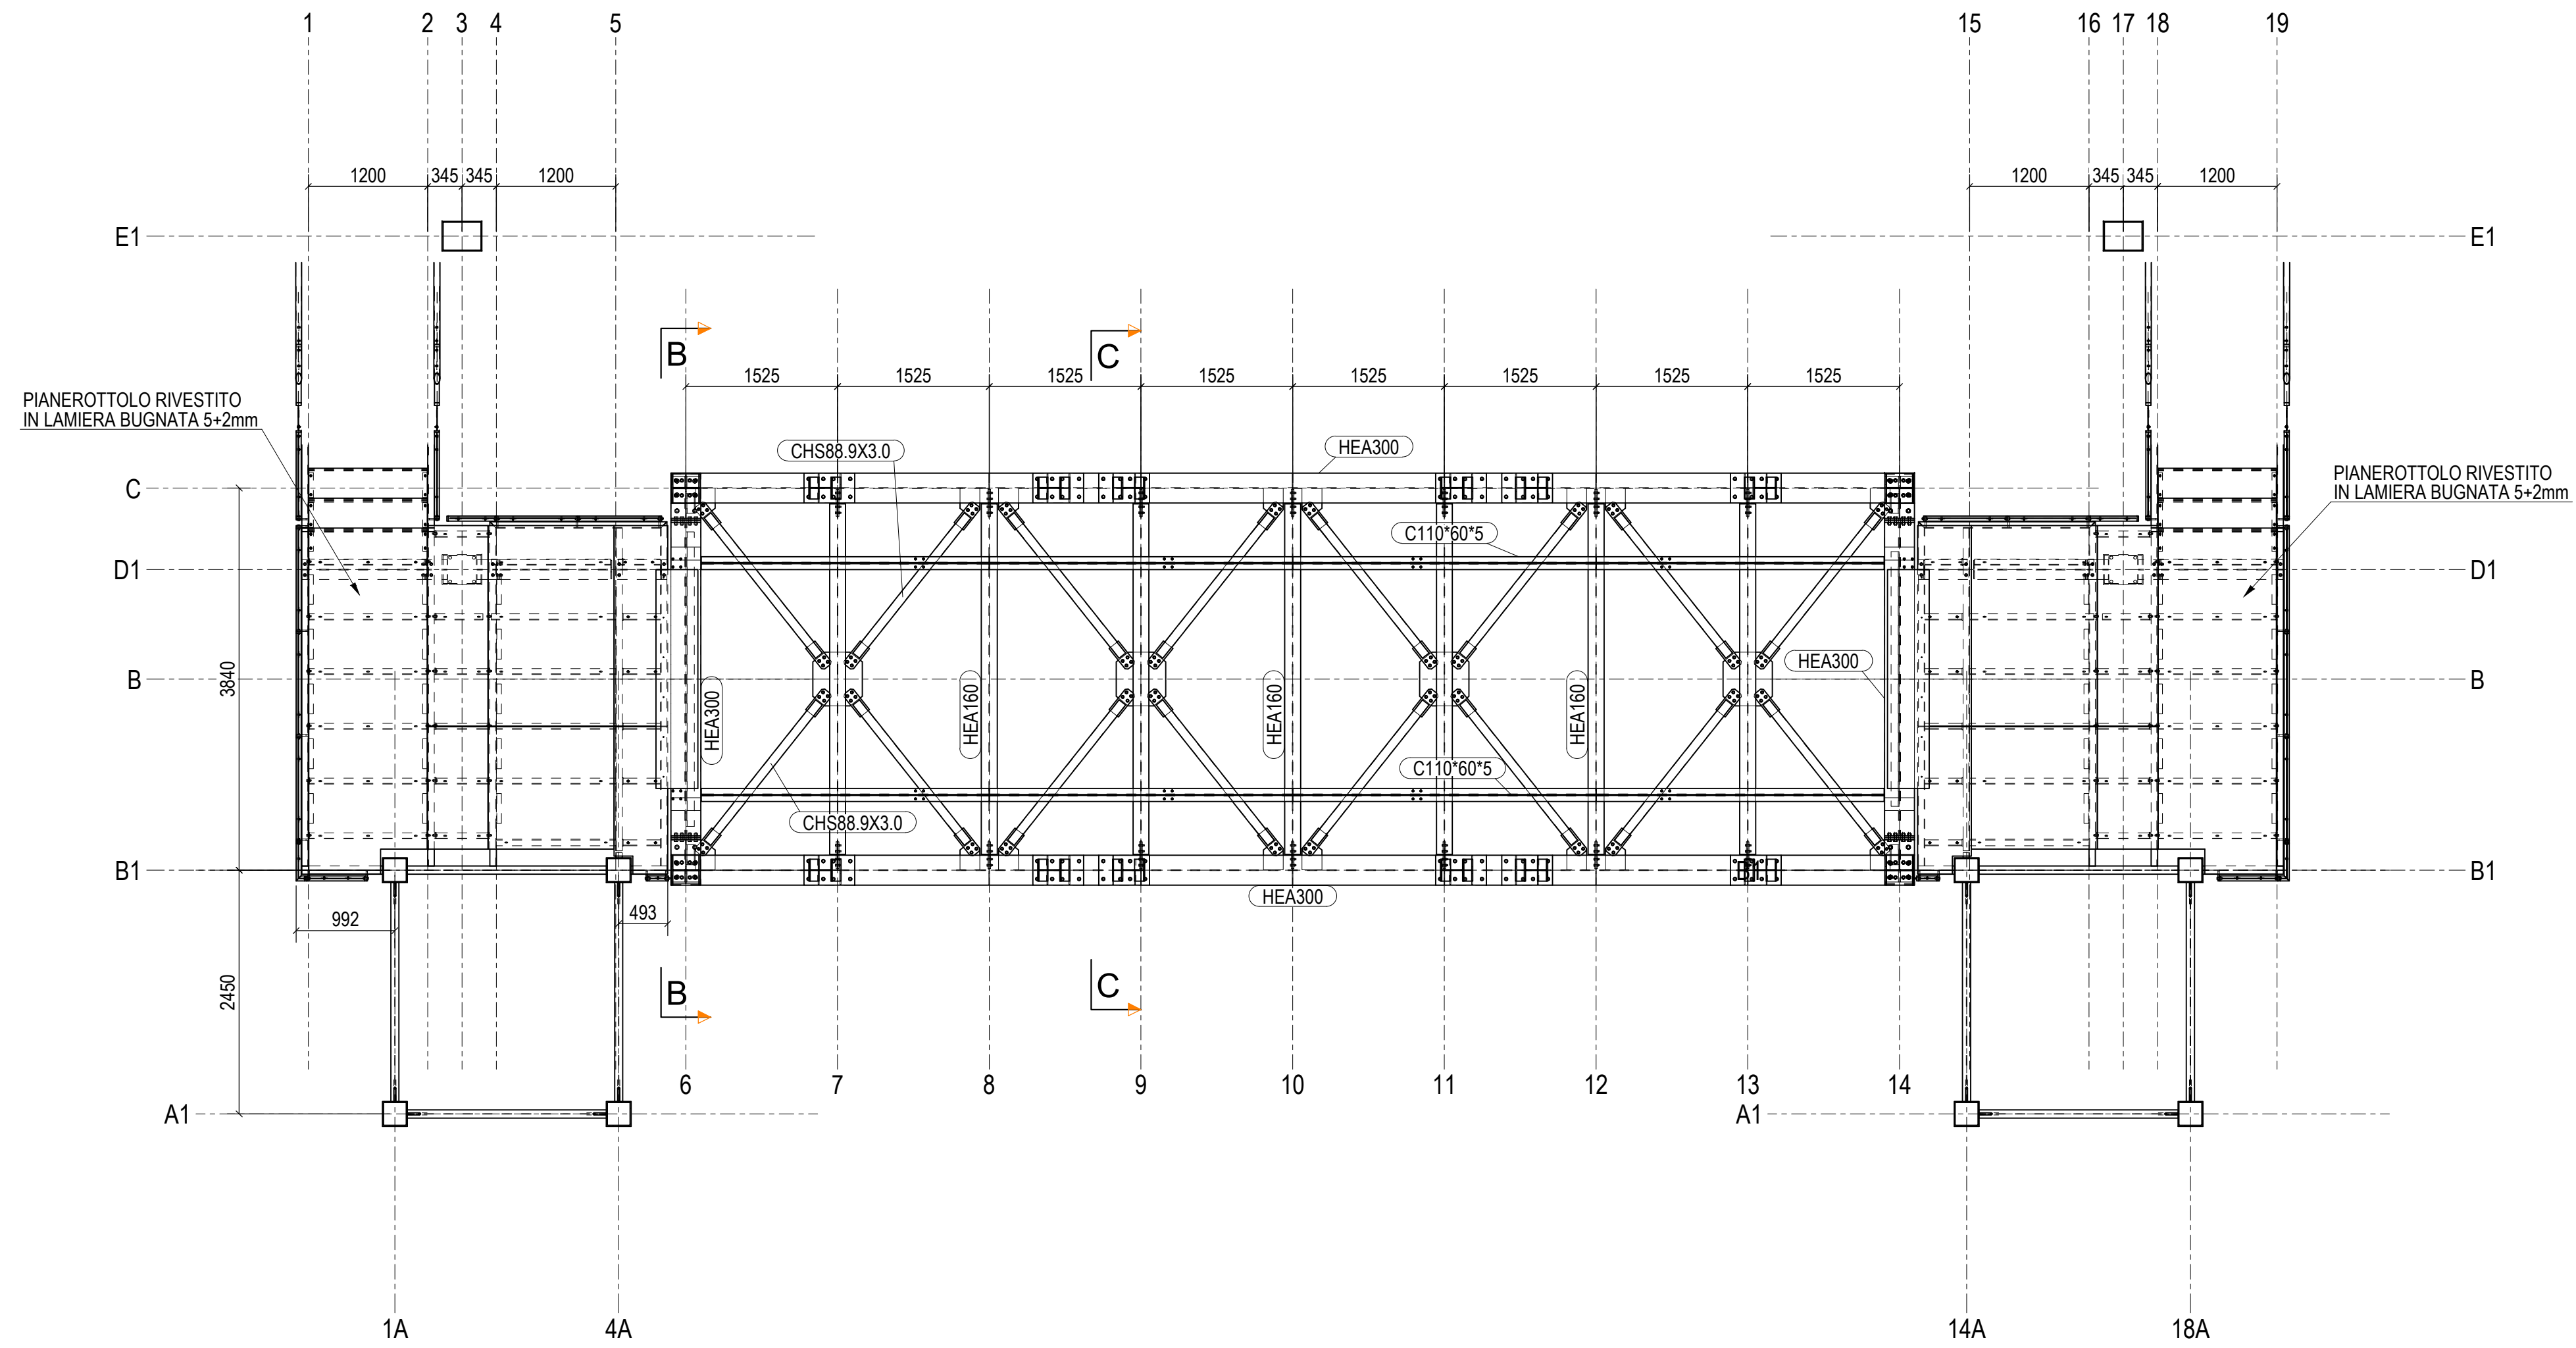 1 2 3 4 5 15 16 17 18 19
1200 345 345 1200 1200 345 345 1200
E1 E1
B C
1525 1525 1525 1525 1525 1525 1525 1525
PIANEROTTOLO RIVESTITO
IN LAMIERA BUGNATA 5+2mm
CHS88.9X3.0 HEA300
PIANEROTTOLO RIVESTITO
IN LAMIERA BUGNATA 5+2mm
C
C110*60*5
D1 D1
3840
B B
HEA300
HEA300 HEA160 HEA160 HEA160
C110*60*5
CHS88.9X3.0
B1 B1
HEA300
992 493
2450
B C
6 7 8 9 10 11 12 13 14
A1 A1
1A 4A 14A 18A